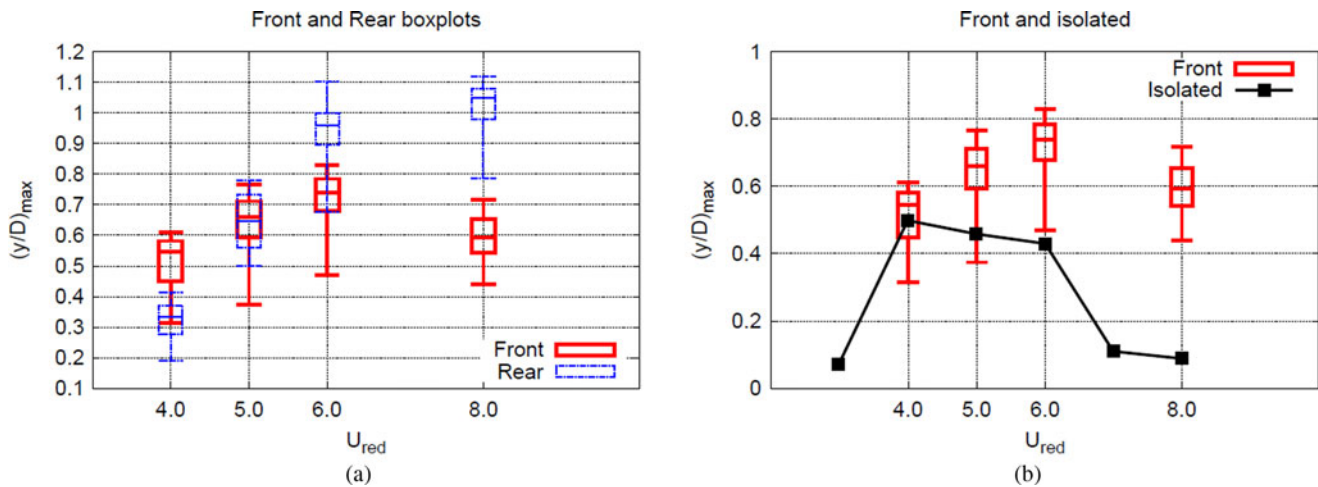 Front and Rear boxplots
1.2
1.1
1
0.9
0.8
0.7
0.6
0.5
0.4
0.3
0.2
0.1
(y/D)max
Front
Rear
4.0 5.0 6.0 8.0
Ured
(a)
Front and isolated
1
0.8
0.6
0.4
0.2
0
(y/D)max
Front
Isolated
4.0 5.0 6.0 8.0
Ured
(b)